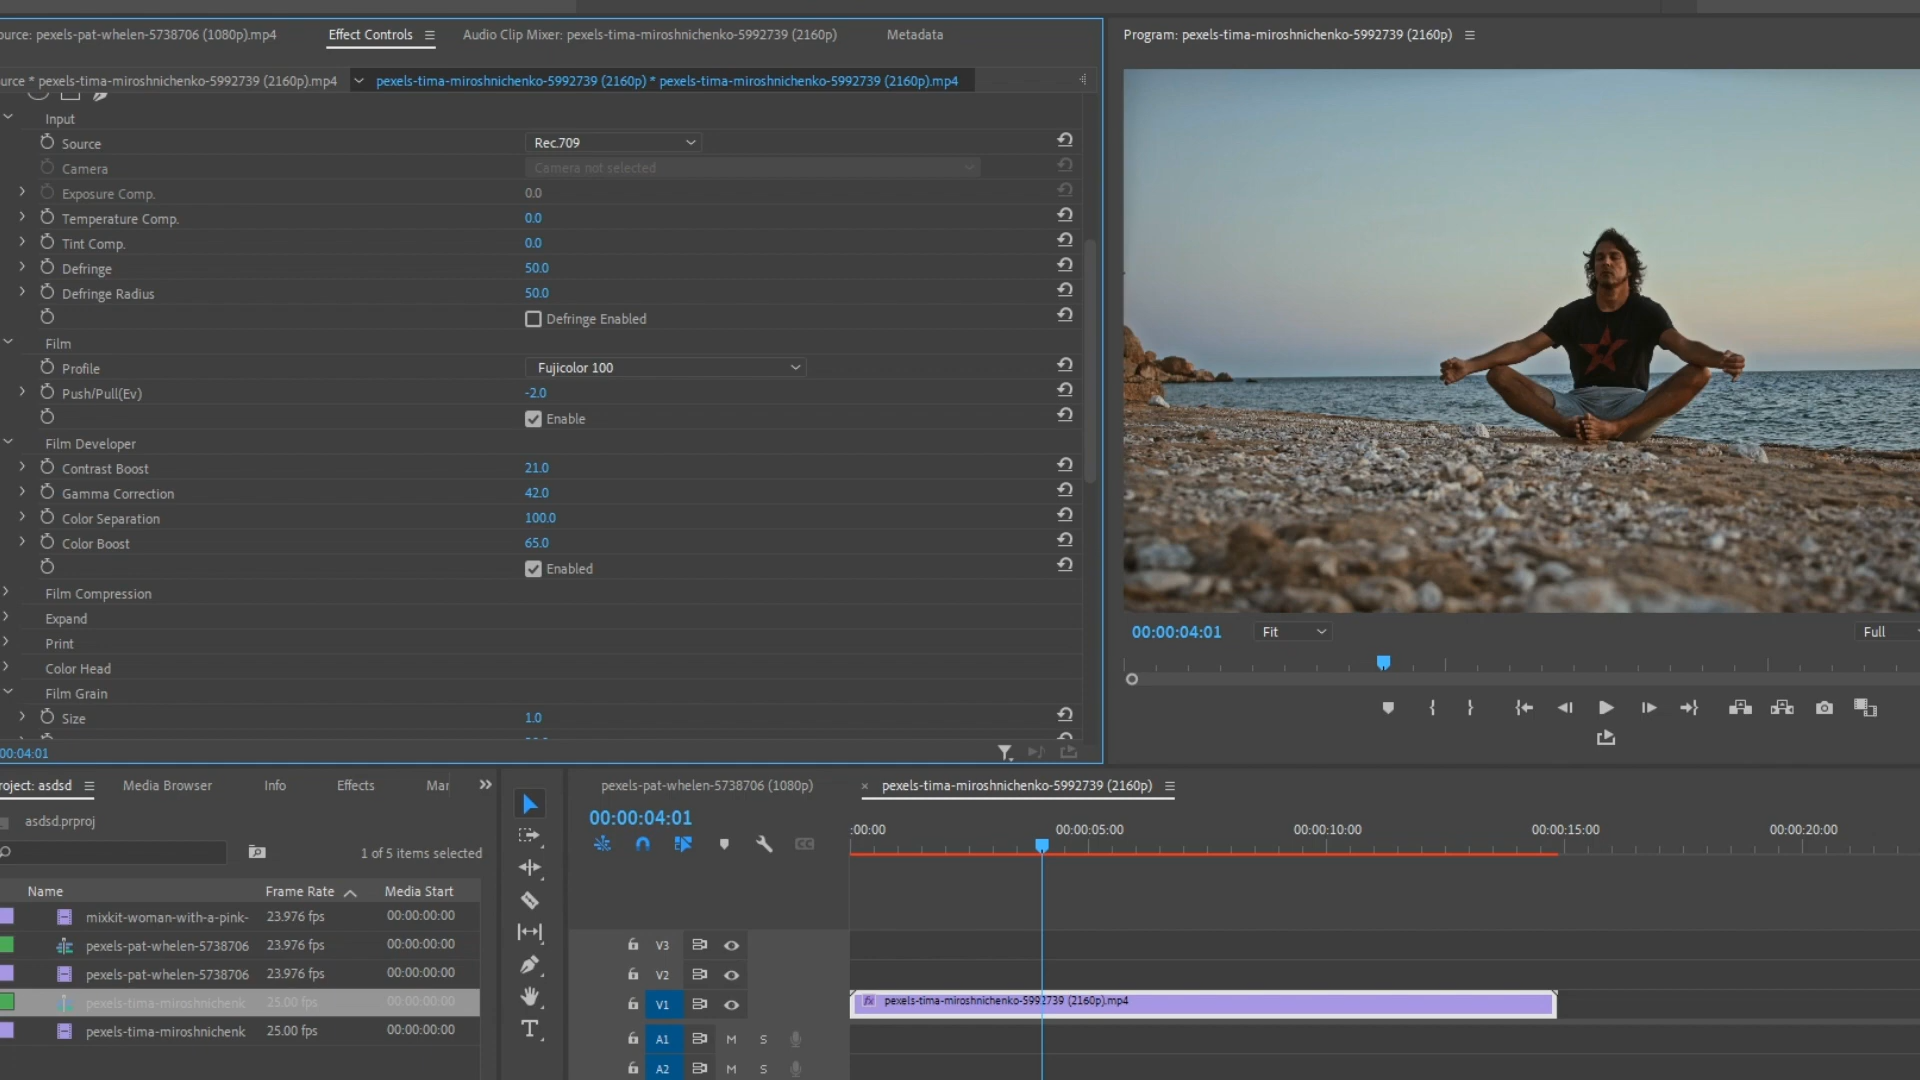 ource: pexels-pat-whelen-5738706 (1080p).mp4
Effect Controls
Audio Clip Mixer: pexels-tima-miroshnichenko-5992739 (2160p)
Metadata
urce * pexels-tima-miroshnichenko-5992739 (2160p).mp4
pexels-tima-miroshnichenko-5992739 (2160p) * pexels-tima-miroshnichenko-5992739 (2160p).mp4
Input
Source Rec.709
Camera Camera not selected
Exposure Comp. 0.0
Temperature Comp. 0.0
Tint Comp. 0.0
Defringe 50.0
Defringe Radius 50.0
Defringe Enabled
Film
Profile Fujicolor 100
Push/Pull(Ev) -2.0
Enable
Film Developer
Contrast Boost 21.0
Gamma Correction 42.0
Color Separation 100.0
Color Boost 65.0
Enabled
Film Compression
Expand
Print
Color Head
Film Grain
Size 1.0
00:04:01
Program: pexels-tima-miroshnichenko-5992739 (2160p)
00:00:04:01 Fit Full
roject: asdsd Media Browser Info Effects Mar
asdsd.prproj
1 of 5 items selected
Name Frame Rate Media Start
mixkit-woman-with-a-pink- 23.976 fps 00:00:00:00
pexels-pat-whelen-5738706 23.976 fps 00:00:00:00
pexels-pat-whelen-5738706 23.976 fps 00:00:00:00
pexels-tima-miroshnichenk 25.00 fps 00:00:00:00
pexels-tima-miroshnichenk 25.00 fps 00:00:00:00
T
pexels-pat-whelen-5738706 (1080p)
× pexels-tima-miroshnichenko-5992739 (2160p)
00:00:04:01
CC
:00:00 00:00:05:00 00:00:10:00 00:00:15:00 00:00:20:00
V3
V2
V1
fx pexels-tima-miroshnichenko-5992739 (2160p).mp4
A1 M S
A2 M S